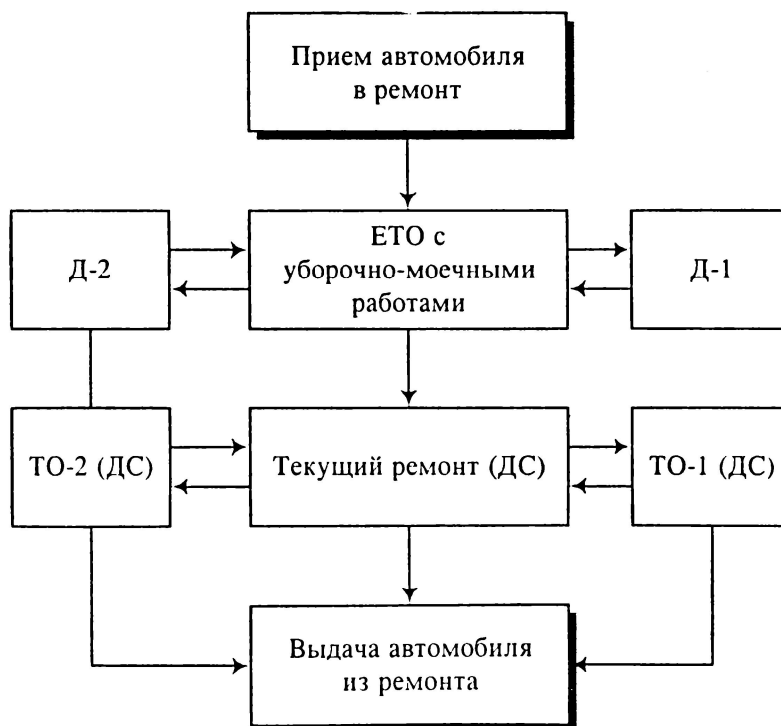 Прием автомобиля
в ремонт
Д-2
ЕТО с
уборочно-моечными
работами
Д-1
ТО-2 (ДС)
Текущий ремонт (ДС)
ТО-1 (ДС)
Выдача автомобиля
из ремонта